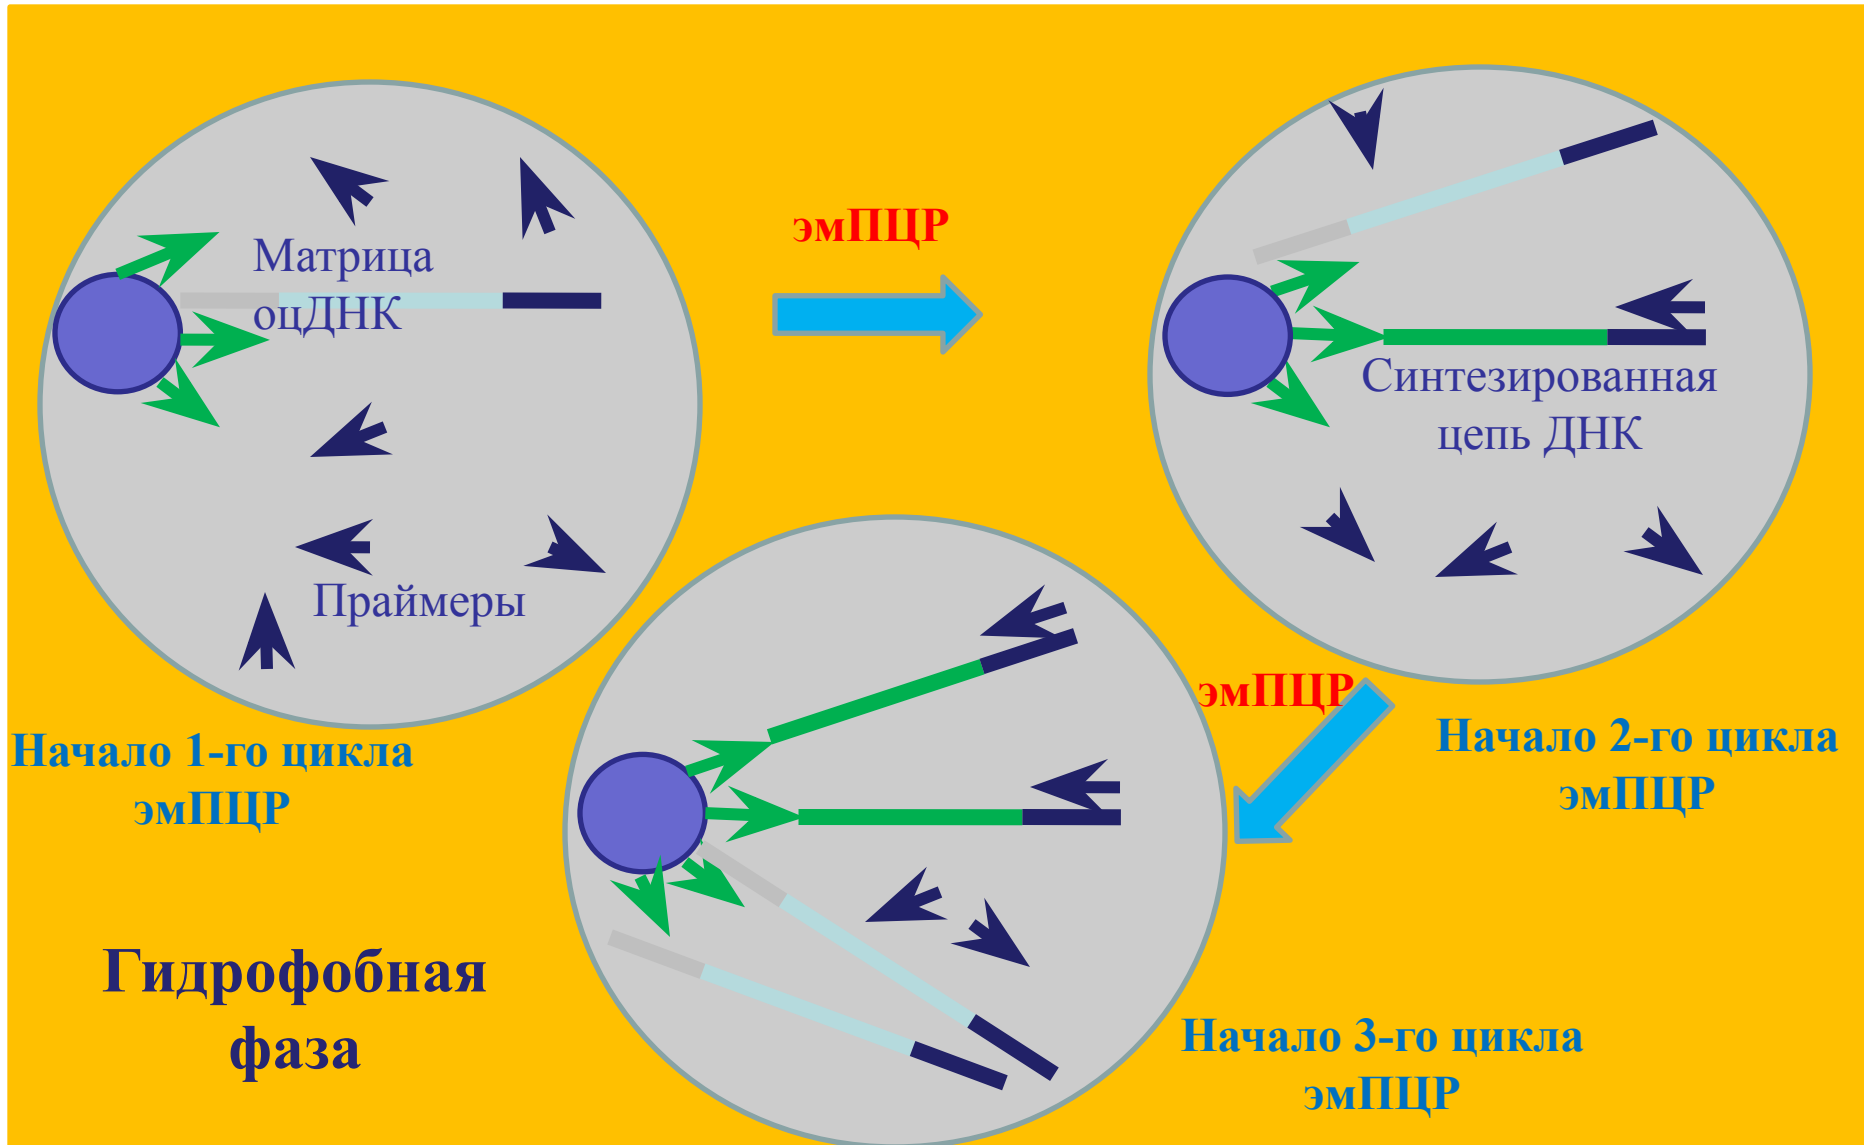 Матрица
оцДНК
Праймеры
Начало 1-го цикла
эмПЦР
эмПЦР
Синтезированная
цепь ДНК
Начало 2-го цикла
эмПЦР
эмПЦР
Начало 3-го цикла
эмПЦР
Гидрофобная
фаза